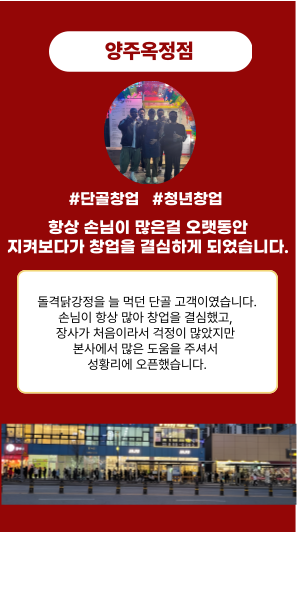 양주옥정점
#단골창업 #청년창업
항상 손님이 많은걸 오랫동안
지켜보다가 창업을 결심하게 되었습니다.
돌격닭강정을 늘 먹던 단골 고객이였습니다.
손님이 항상 많아 창업을 결심했고,
장사가 처음이라서 걱정이 많았지만
본사에서 많은 도움을 주셔서
성황리에 오픈했습니다.